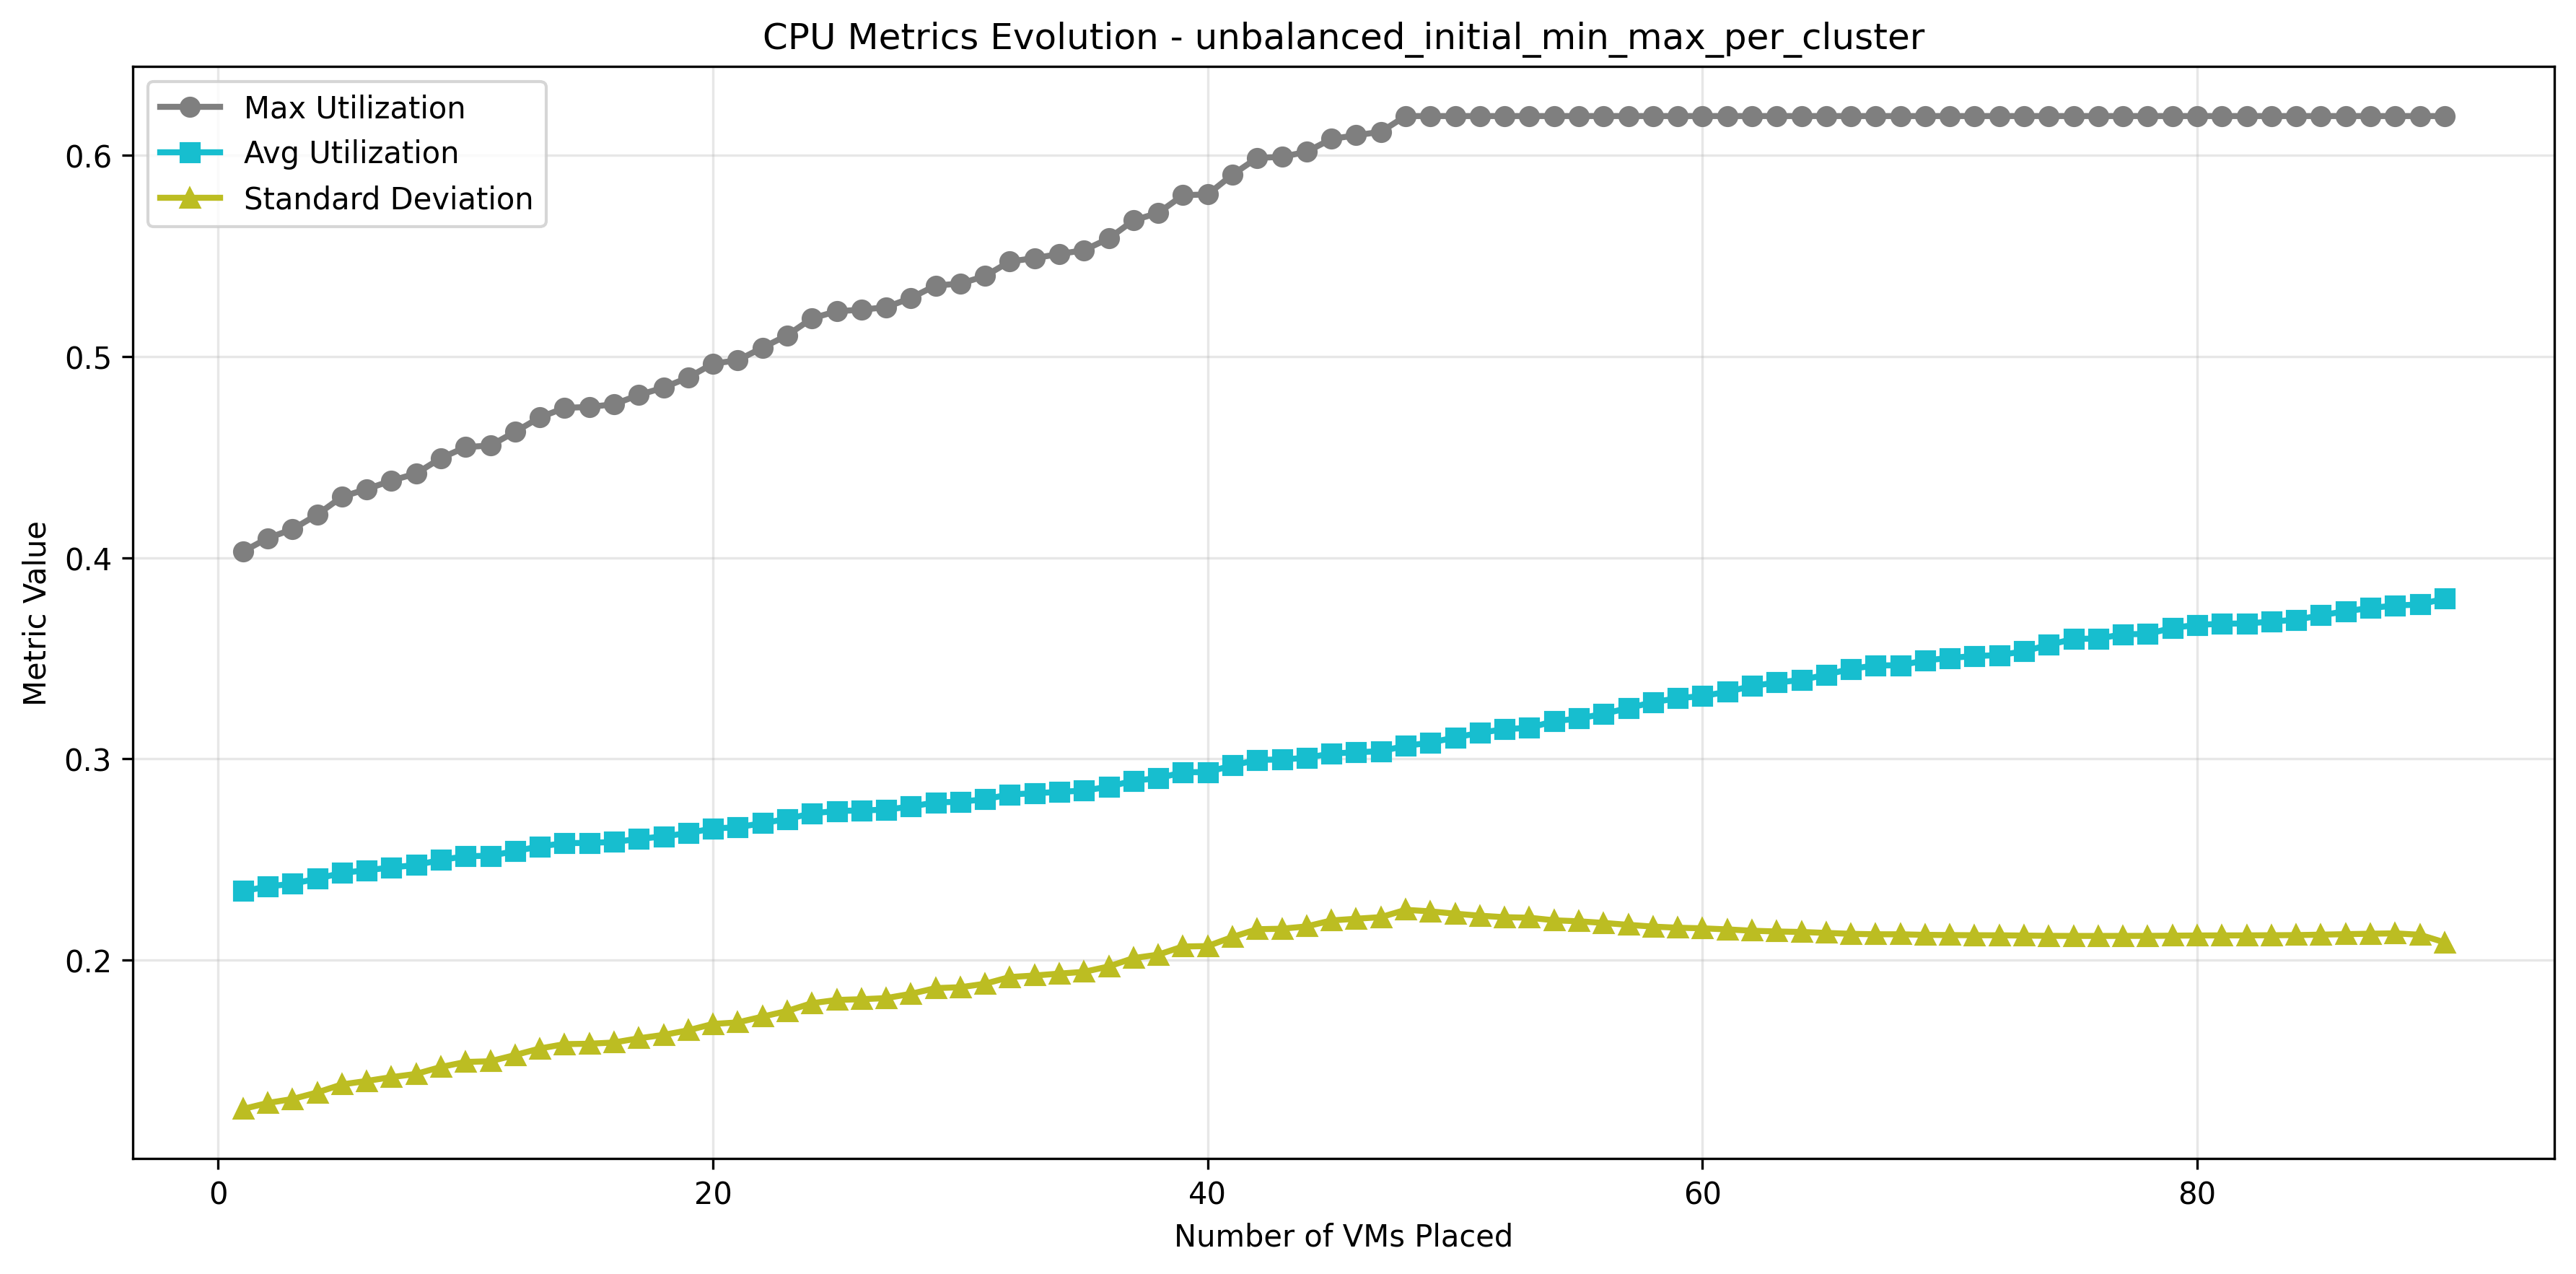 CPU Metrics Evolution - unbalanced_initial_min_max_per_cluster
Max Utilization
Avg Utilization
Standard Deviation
Metric Value
0.6
0.5
0.4
0.3
0.2
0
20
40
60
80
Number of VMs Placed